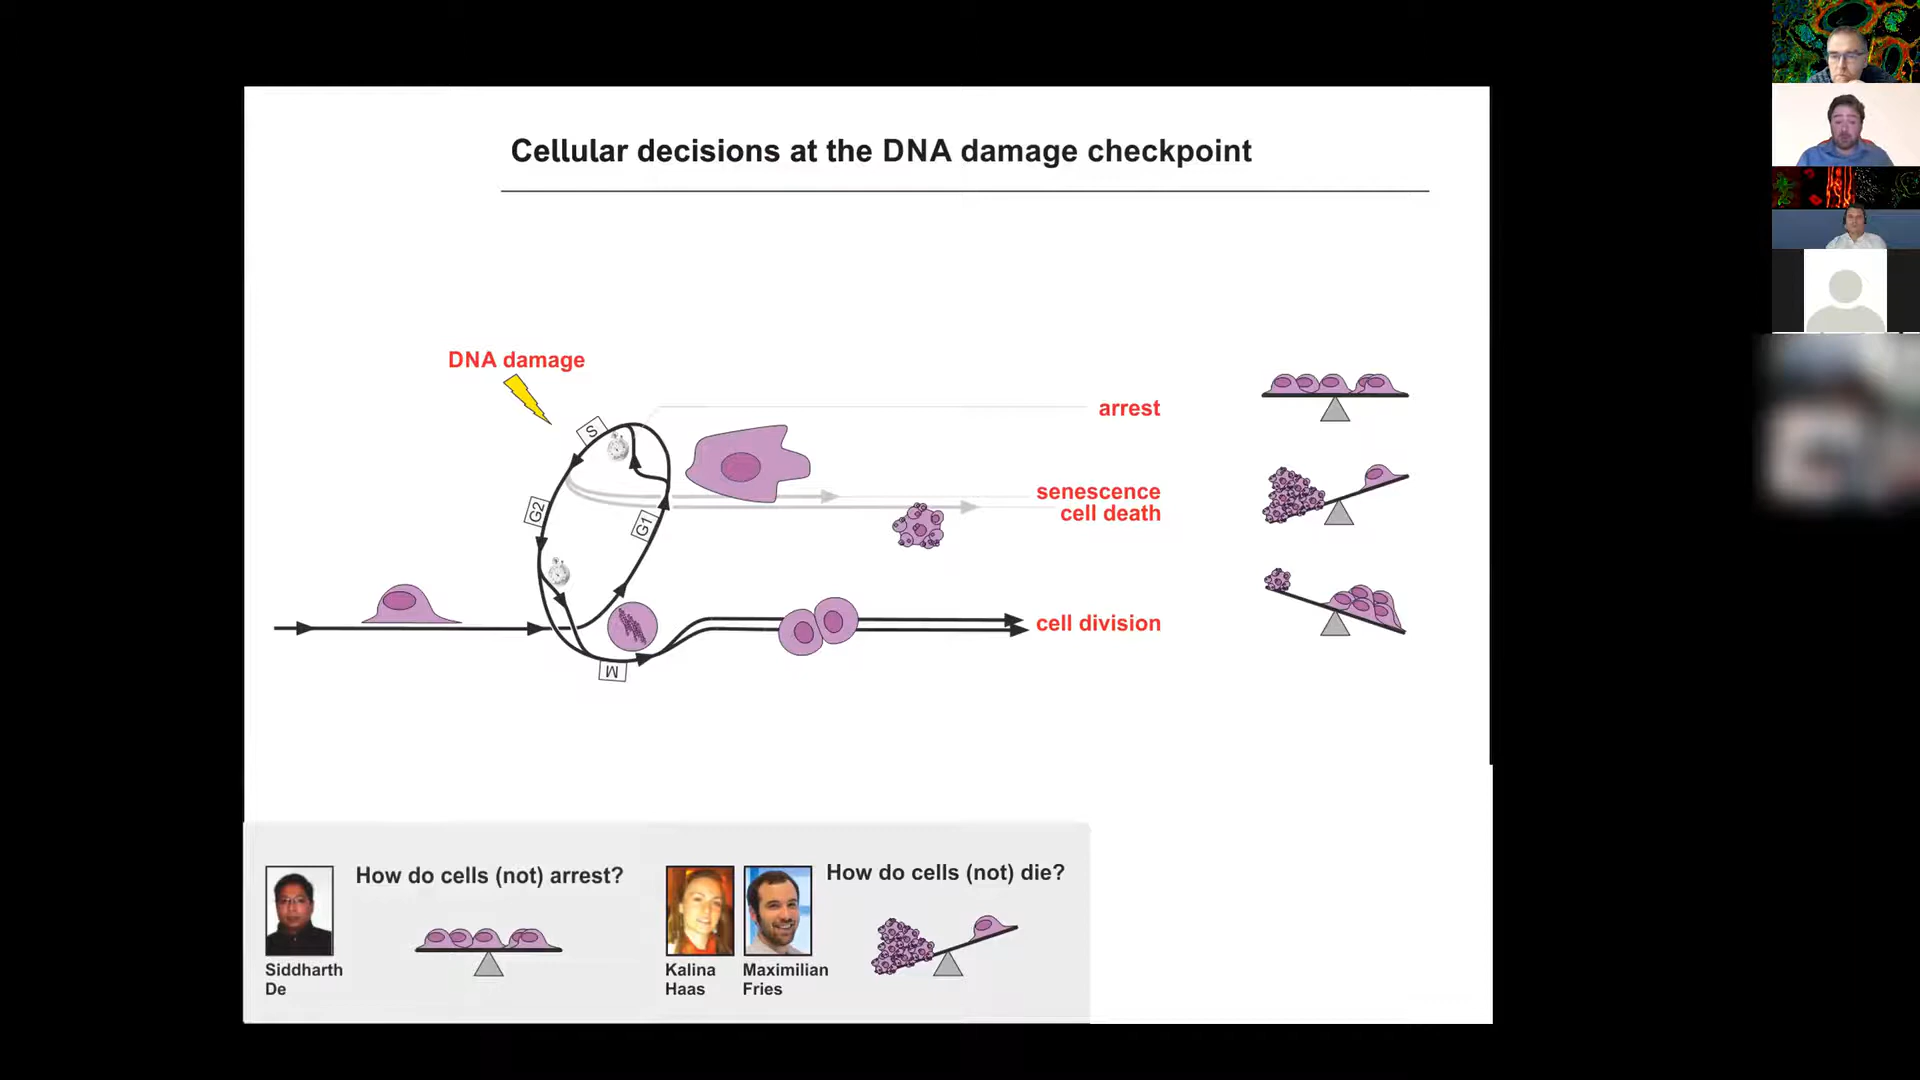 Cellular decisions at the DNA damage checkpoint
DNA damage
arrest
S
senescence
cell death
G2
G1
cell division
M
How do cells (not) arrest?
How do cells (not) die?
Siddharth
De
Kalina
Haas
Maximilian
Fries